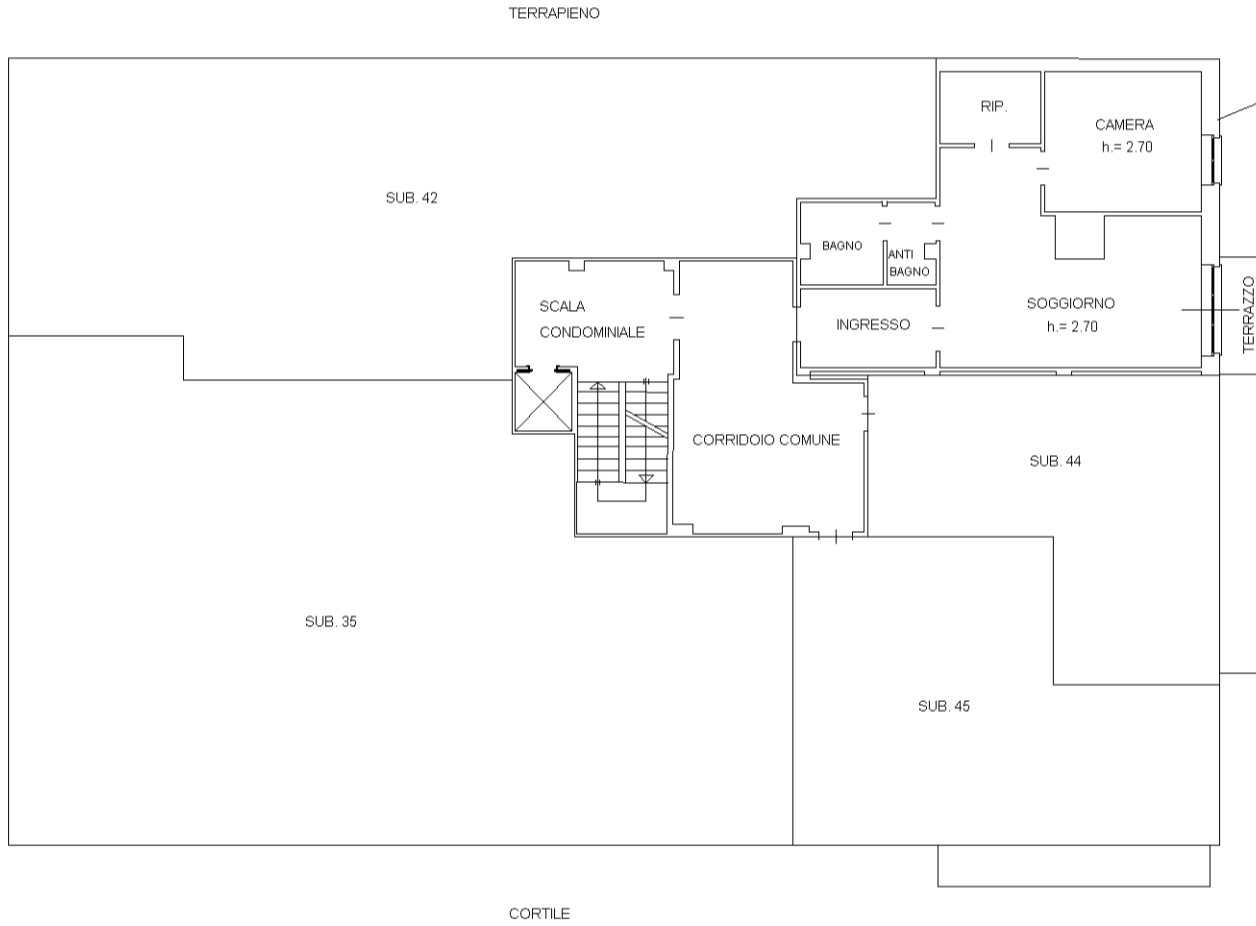 TERRAPIENO
RIP.
CAMERA
h.= 2.70
SUB. 42
BAGNO
ANTI
BAGNO
SCALA
CONDOMINIALE
INGRESSO
SOGGIORNO
h.= 2.70
TERRAZZO
CORRIDOIO COMUNE
SUB. 44
SUB. 35
SUB. 45
CORTILE